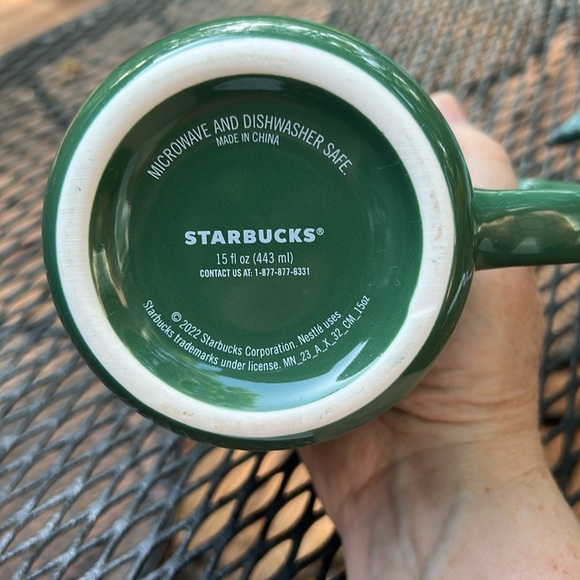 MICROWAVE AND DISHWASHER SAFE.
MADE IN CHINA
STARBUCKS®
15 fl oz (443 ml)
CONTACT US AT: 1-877-877-6331
© 2022 Starbucks Corporation. Nestlé uses
Starbucks trademarks under license. MN_23_A_X_32_CM_15oz